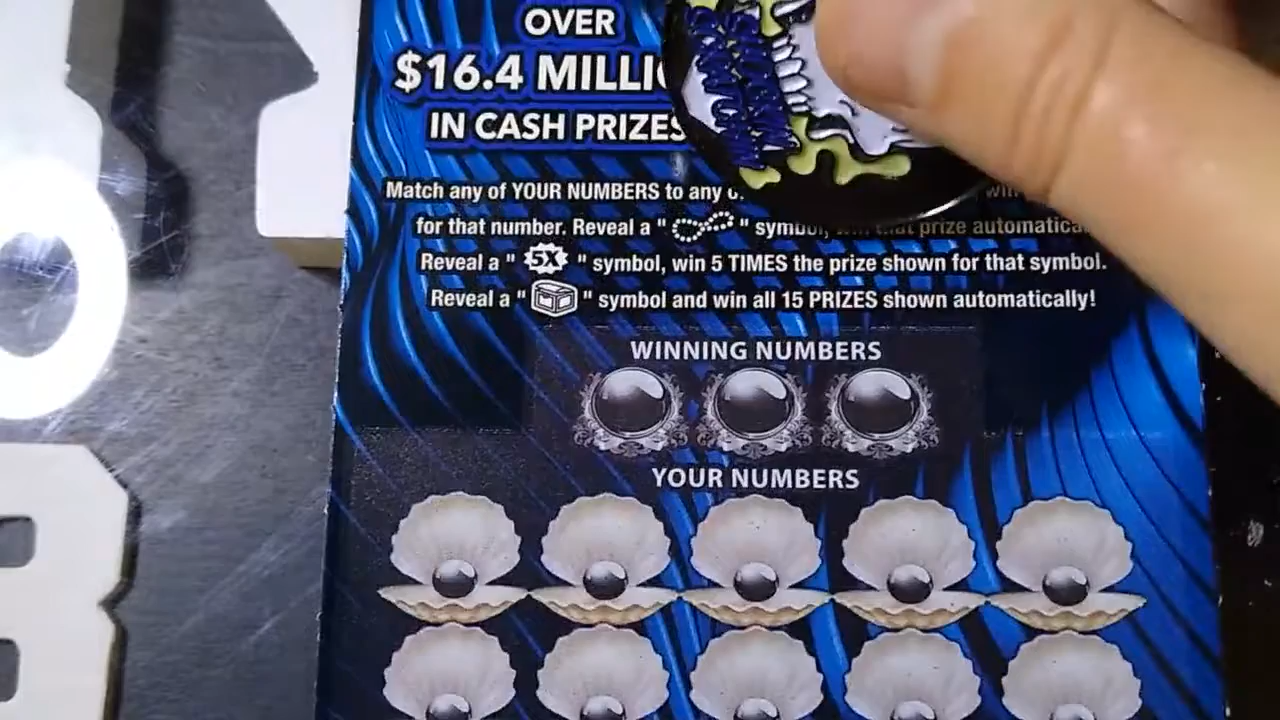 OVER
$16.4 MILLI
IN CASH PRIZES
Match any of YOUR NUMBERS to any
for that number. Reveal a " " symbol, win that prize
Reveal a " 5X " symbol, win 5 TIMES the prize shown for that symbol.
Reveal a " " symbol and win all 15 PRIZES shown automatically!
WINNING NUMBERS
YOUR NUMBERS